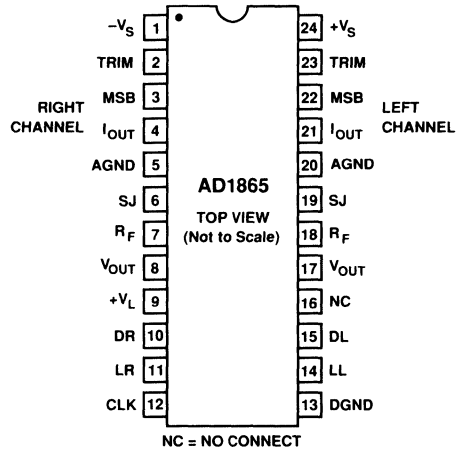 -VS 1 24 +VS
TRIM 2 23 TRIM
MSB 3 22 MSB
RIGHT CHANNEL
LEFT CHANNEL
IOUT 4 21 IOUT
AGND 5 20 AGND
AD1865
SJ 6 19 SJ
TOP VIEW
(Not to Scale)
RF 7 18 RF
VOUT 8 17 VOUT
+VL 9 16 NC
DR 10 15 DL
LR 11 14 LL
CLK 12 13 DGND
NC = NO CONNECT